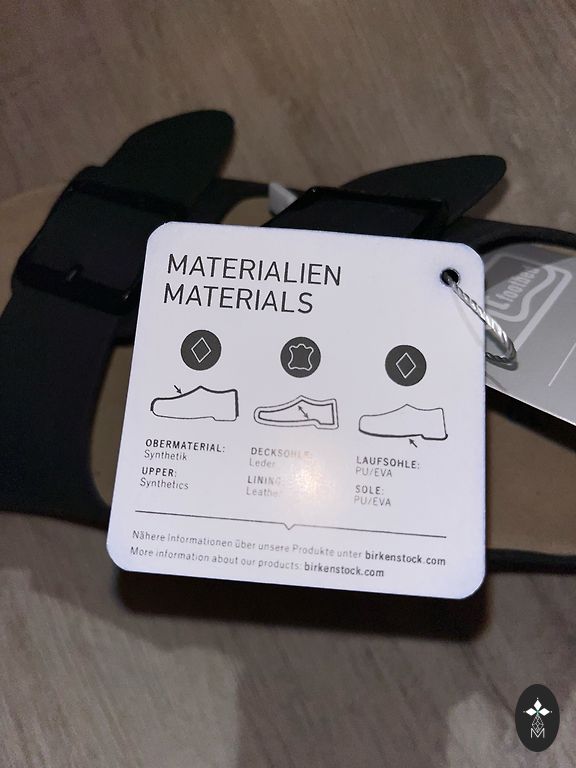 MATERIALIEN
MATERIALS
OBERMATERIAL:
Synthetik
UPPER:
Synthetics
DECKSOHLE:
Leder
LINING:
Leather
LAUFSOHLE:
PU/EVA
SOLE:
PU/EVA
Nähere Informationen über unsere Produkte unter birkenstock.com
More information about our products: birkenstock.com
footbed
M